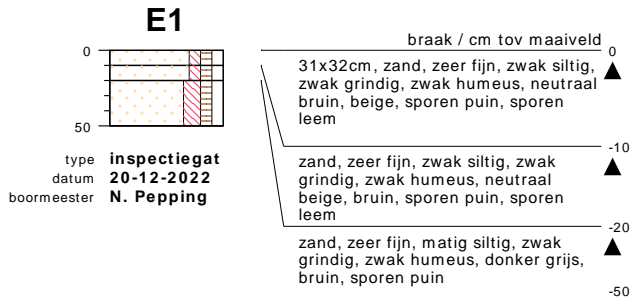 E1
0
50
type inspectiegat
datum 20-12-2022
boormeester N. Pepping
braak / cm tov maaiveld
0
31x32cm, zand, zeer fijn, zwak siltig,
zwak grindig, zwak humeus, neutraal
bruin, beige, sporen puin, sporen
leem
-10
zand, zeer fijn, zwak siltig, zwak
grindig, zwak humeus, neutraal
beige, bruin, sporen puin, sporen
leem
-20
zand, zeer fijn, matig siltig, zwak
grindig, zwak humeus, donker grijs,
bruin, sporen puin
-50